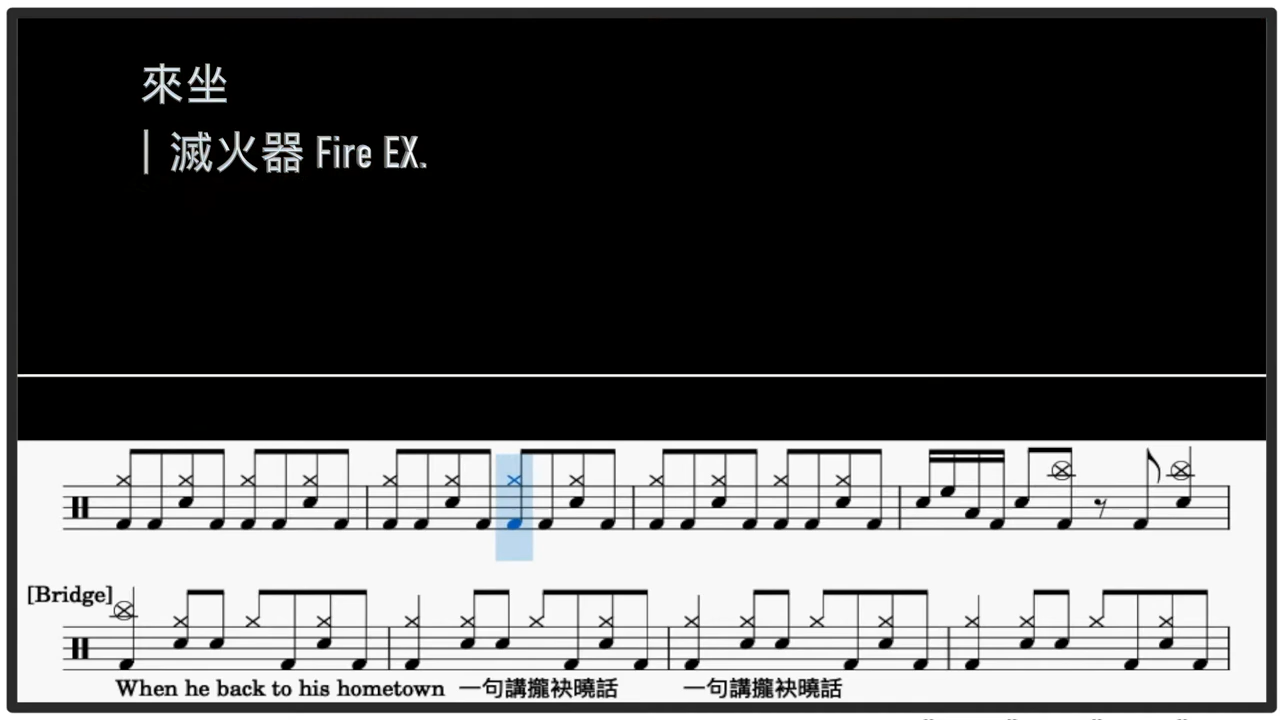 來坐
| 滅火器 Fire EX.
[Bridge]
When he back to his hometown 一句講攏袂曉話 一句講攏袂曉話